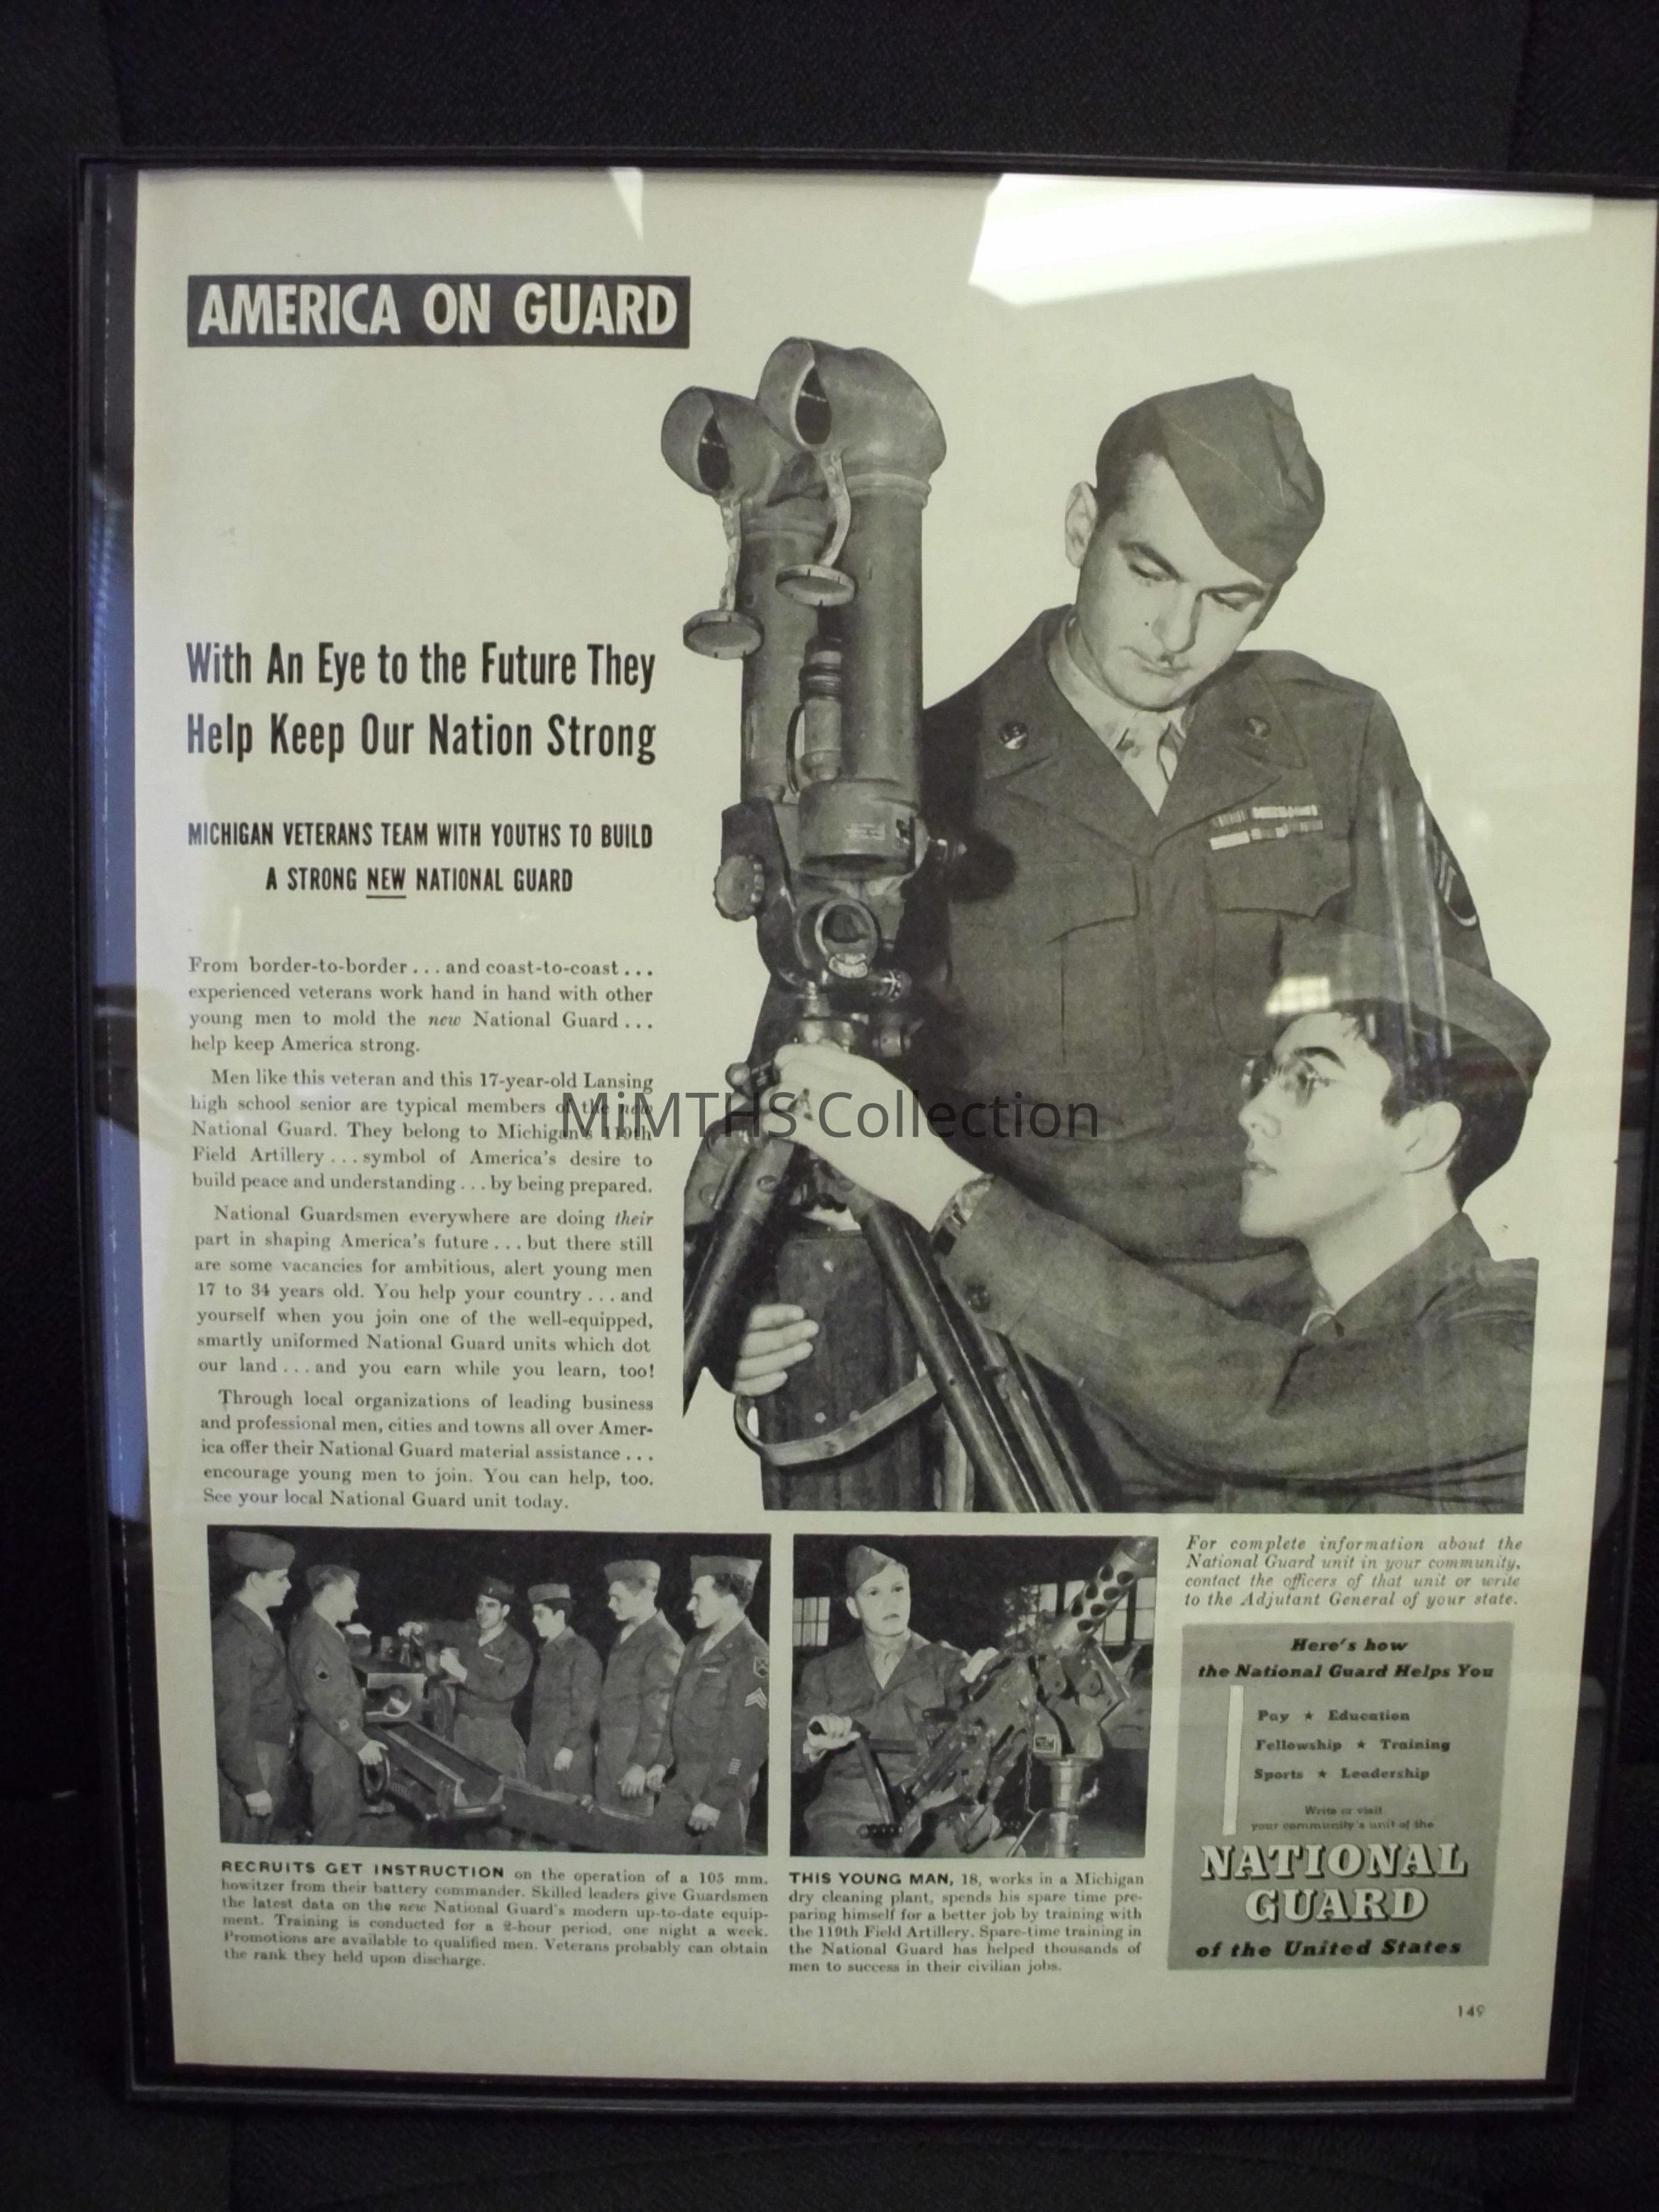 AMERICA ON GUARD
With An Eye to the Future They
Help Keep Our Nation Strong
MICHIGAN VETERANS TEAM WITH YOUTHS TO BUILD
A STRONG NEW NATIONAL GUARD
From border-to-border . . . and coast-to-coast . . .
experienced veterans work hand in hand with other
young men to mold the new National Guard . . .
help keep America strong.
Men like this veteran and this 17-year-old Lansing
high school senior are typical members of the new
National Guard. They belong to Michigan's 119th
Field Artillery . . . symbol of America's desire to
build peace and understanding . . . by being prepared.
National Guardsmen everywhere are doing their
part in shaping America's future . . . but there still
are some vacancies for ambitious, alert young men
17 to 34 years old. You help your country . . . and
yourself when you join one of the well-equipped,
smartly uniformed National Guard units which dot
our land . . . and you earn while you learn, too!
Through local organizations of leading business
and professional men, cities and towns all over Amer-
ica offer their National Guard material assistance . . .
encourage young men to join. You can help, too.
See your local National Guard unit today.
MiMTHS Collection
RECRUITS GET INSTRUCTION on the operation of a 105 mm.
howitzer from their battery commander. Skilled leaders give Guardsmen
the latest data on the new National Guard's modern up-to-date equip-
ment. Training is conducted for a 2-hour period, one night a week.
Promotions are available to qualified men. Veterans probably can obtain
the rank they held upon discharge.
THIS YOUNG MAN, 18, works in a Michigan
dry cleaning plant, spends his spare time pre-
paring himself for a better job by training with
the 119th Field Artillery. Spare-time training in
the National Guard has helped thousands of
men to success in their civilian jobs.
For complete information about the
National Guard unit in your community,
contact the officers of that unit or write
to the Adjutant General of your state.
Here's how
the National Guard Helps You
Pay ★ Education
Fellowship ★ Training
Sports ★ Leadership
Write or visit
your community's unit of the
NATIONAL
GUARD
of the United States
149